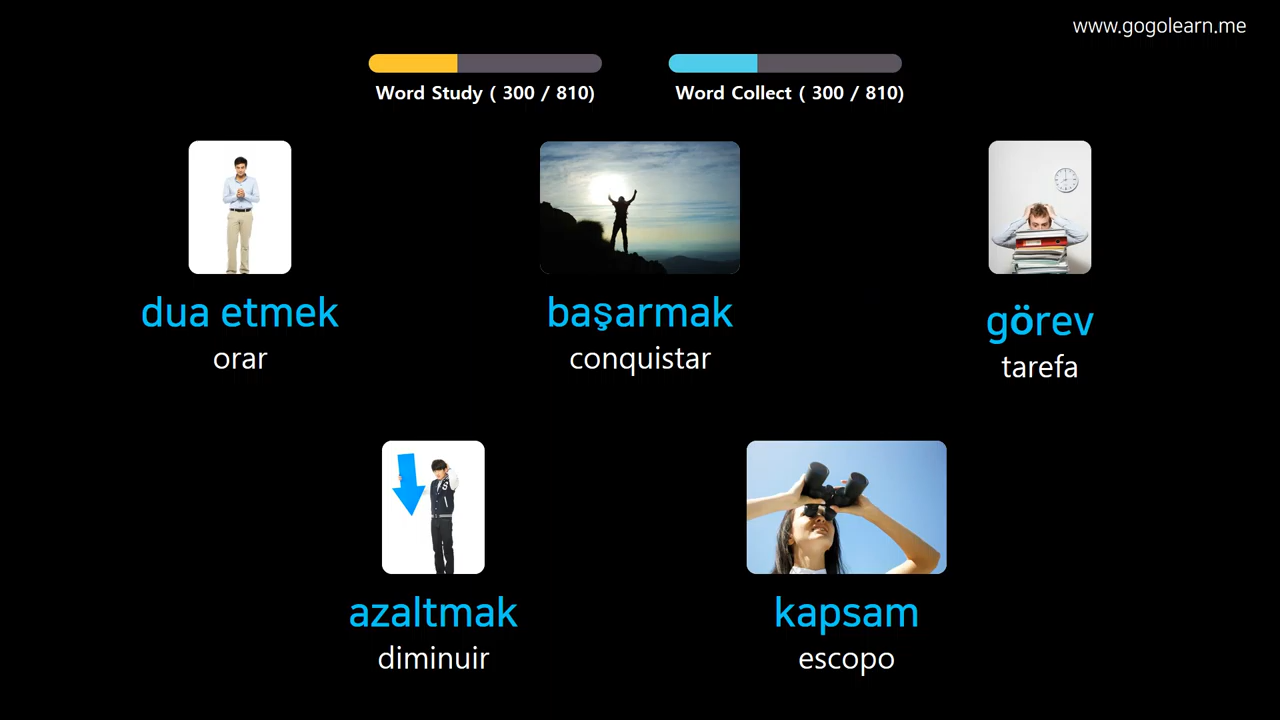 www.gogolearn.me
Word Study ( 300 / 810)
Word Collect ( 300 / 810)
dua etmek
orar
başarmak
conquistar
görev
tarefa
azaltmak
diminuir
kapsam
escopo